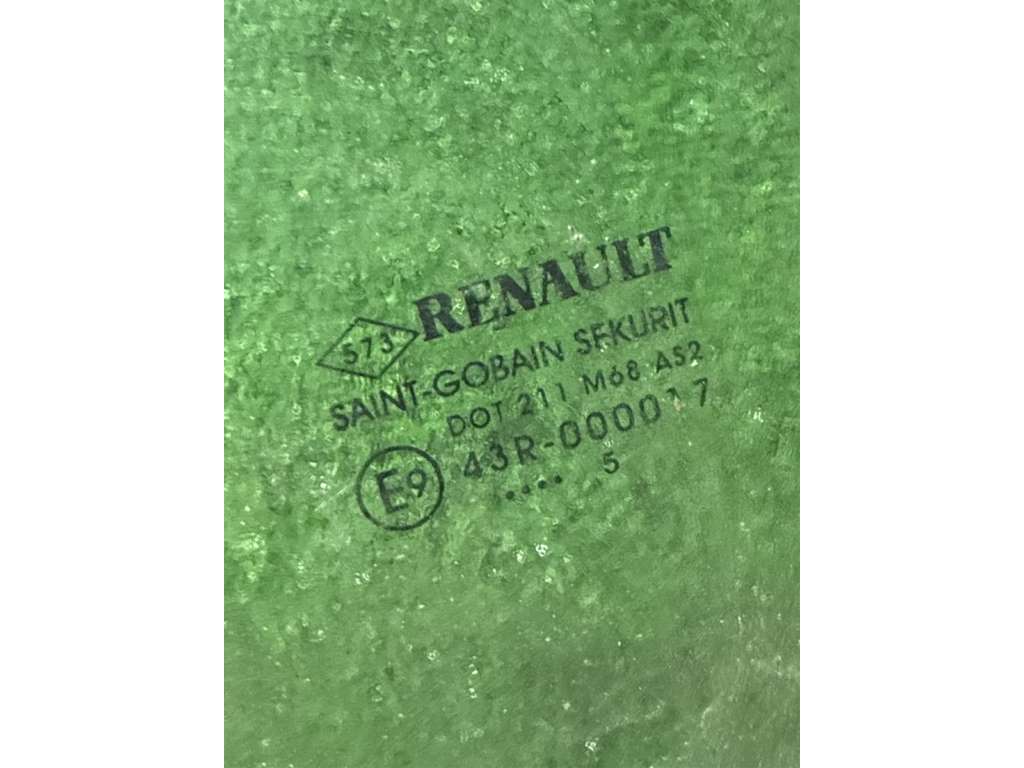 RENAULT
573
SAINT-GOBAIN SEKURIT
DOT 211 M68 AS2
E9 43R-000017
.... 5